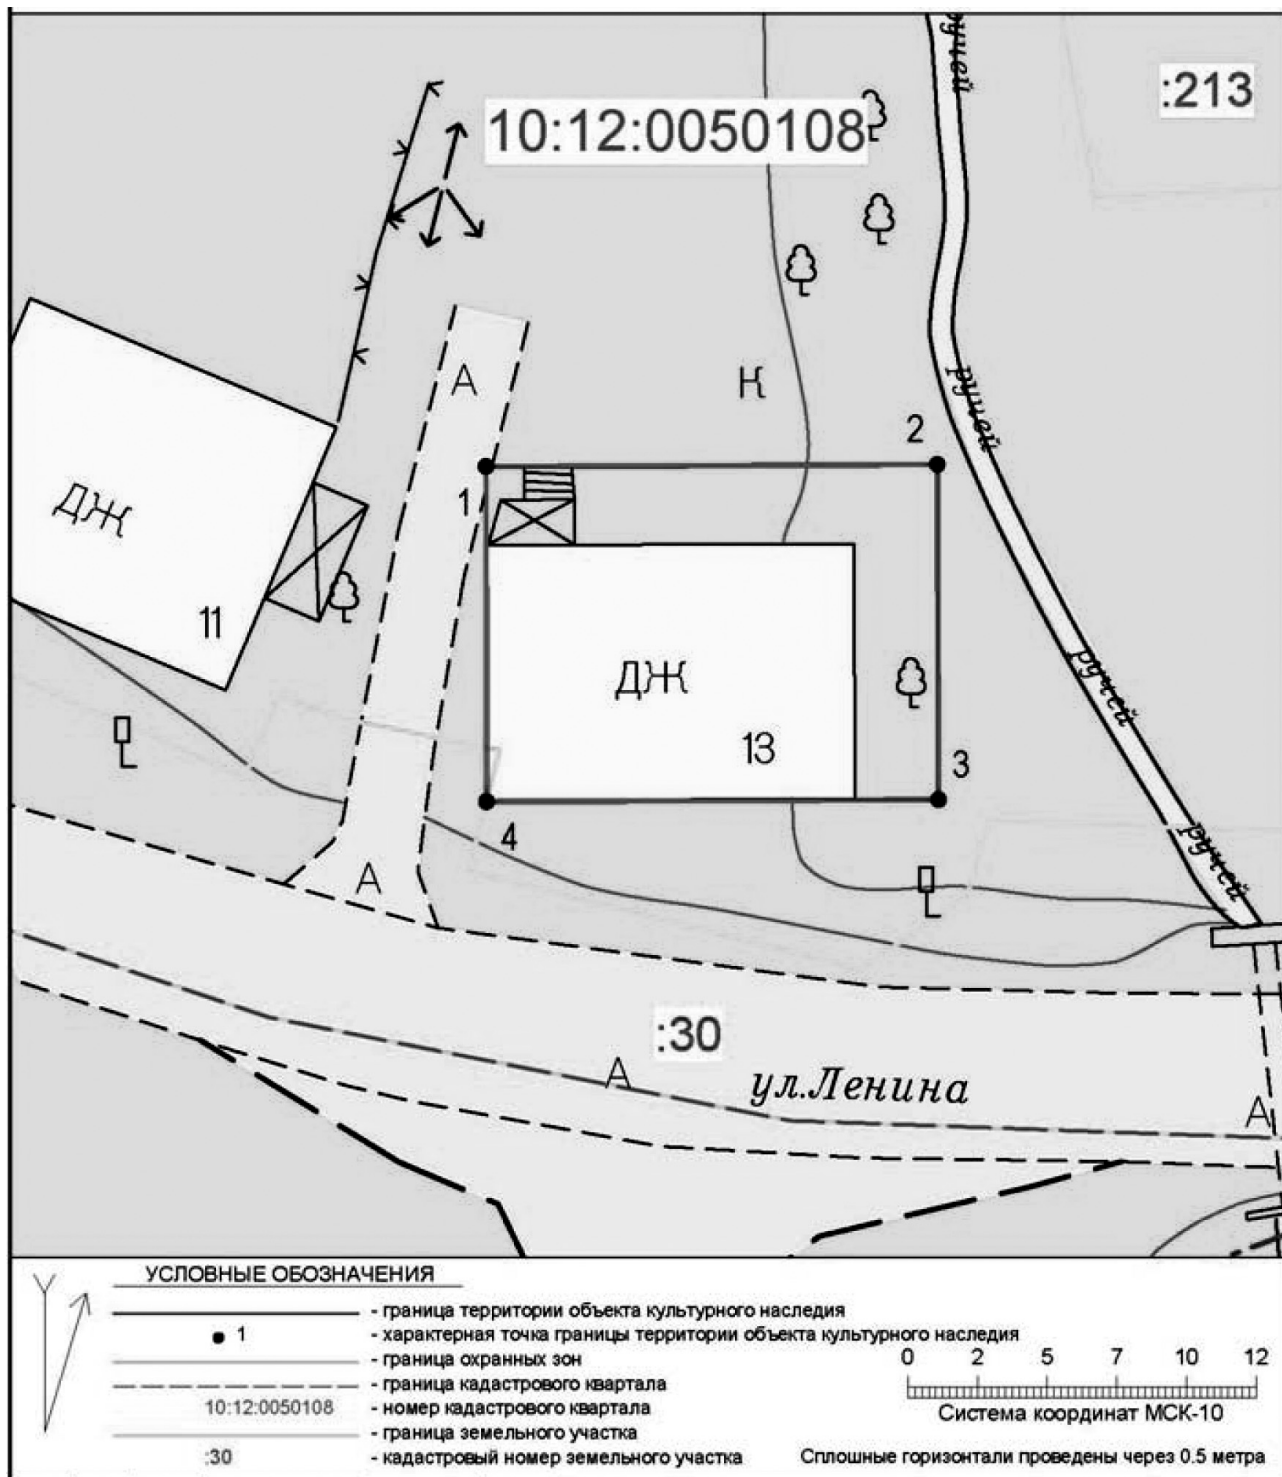 ручей
:213
10:12:0050108
А
К
ручей
2
ДЖ
1
11
ручей
ДЖ
13
3
4
ручей
А
:30
А
ул.Ленина
А
УСЛОВНЫЕ ОБОЗНАЧЕНИЯ
- граница территории объекта культурного наследия
1 - характерная точка границы территории объекта культурного наследия
- граница охранных зон
- граница кадастрового квартала
10:12:0050108 - номер кадастрового квартала
- граница земельного участка
:30 - кадастровый номер земельного участка
0 2 5 7 10 12
Система координат МСК-10
Сплошные горизонтали проведены через 0.5 метра